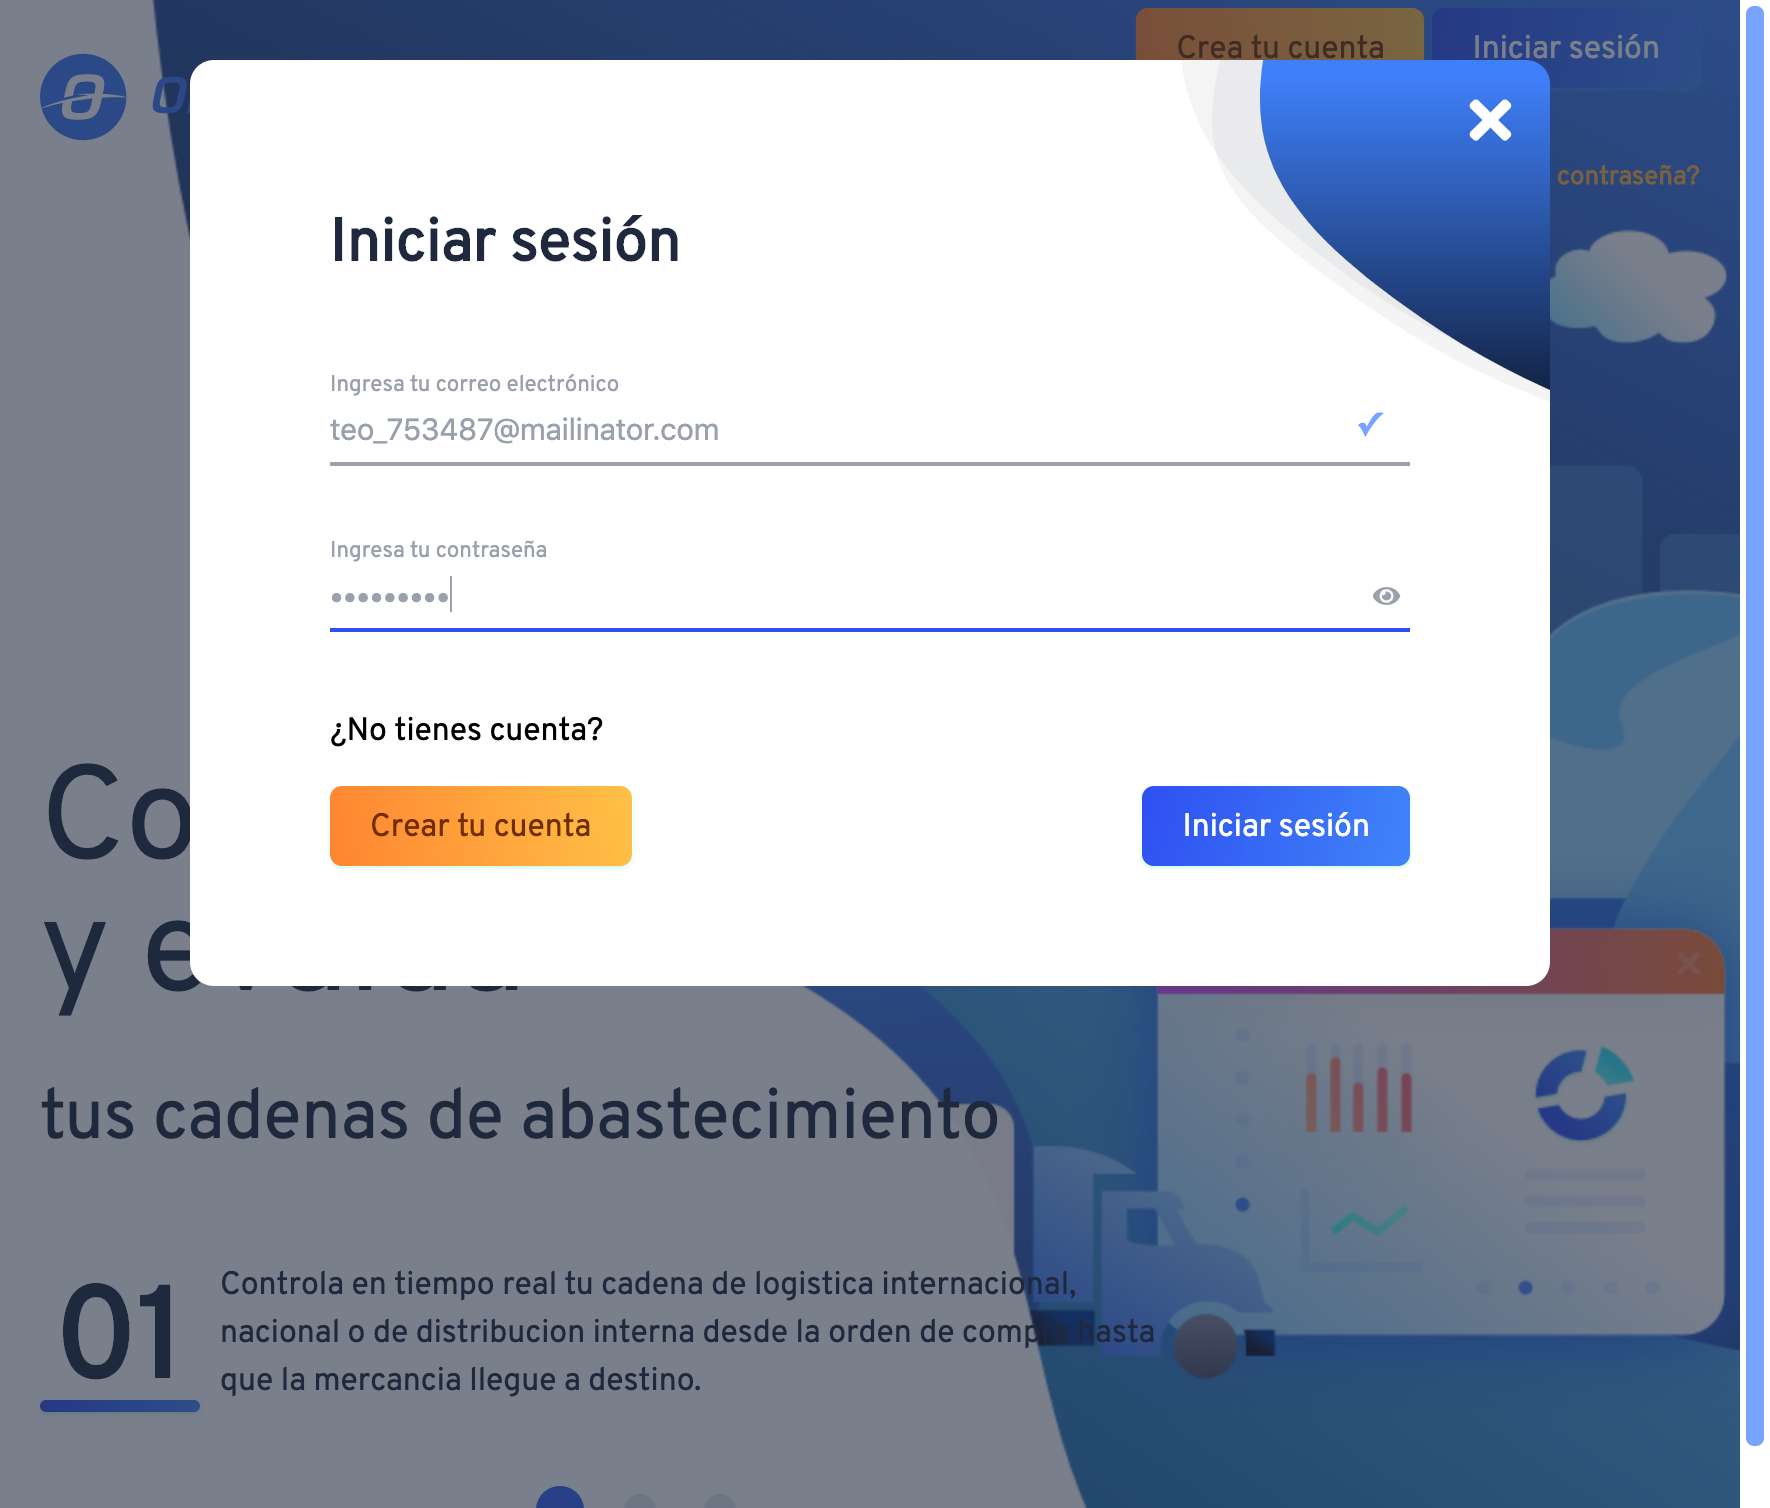 Crea tu cuenta
Iniciar sesión
contraseña?
Iniciar sesión
Ingresa tu correo electrónico
teo_753487@mailinator.com
Ingresa tu contraseña
•••••••••
¿No tienes cuenta?
Crear tu cuenta
Iniciar sesión
y
tus cadenas de abastecimiento
01
Controla en tiempo real tu cadena de logistica internacional,
nacional o de distribucion interna desde la orden de compra hasta
que la mercancia llegue a destino.